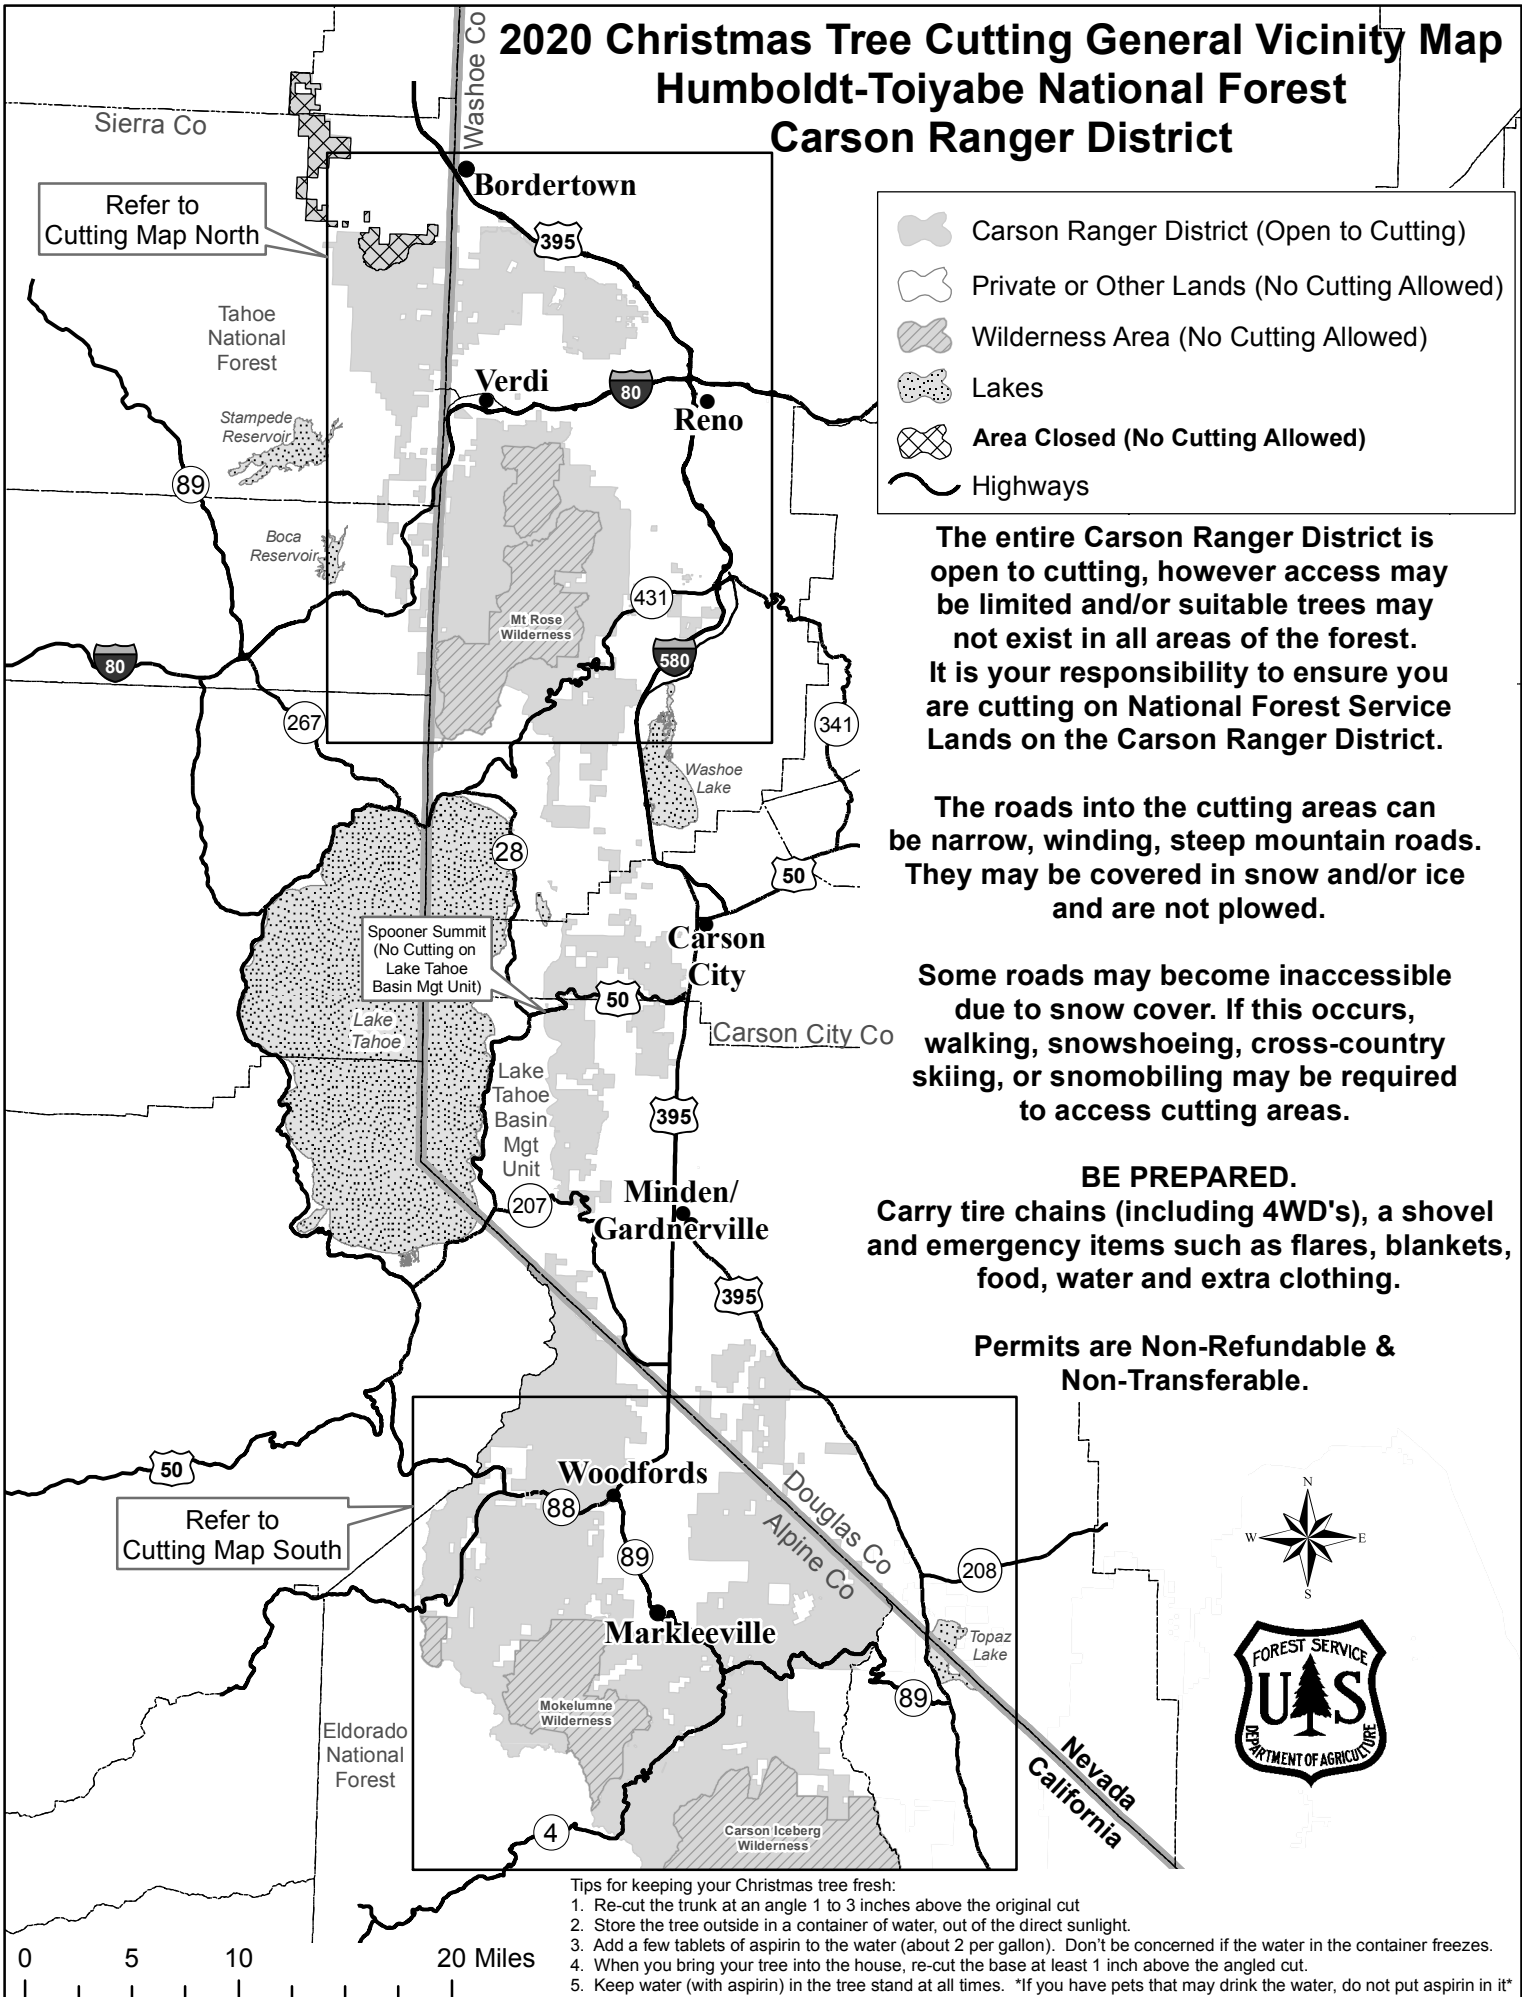 2020 Christmas Tree Cutting General Vicinity Map
Humboldt-Toiyabe National Forest
Carson Ranger District
Washoe Co
Sierra Co
Bordertown
Refer to
Cutting Map North
395
Carson Ranger District (Open to Cutting)
Private or Other Lands (No Cutting Allowed)
Wilderness Area (No Cutting Allowed)
Lakes
Area Closed (No Cutting Allowed)
Highways
Tahoe
National
Forest
Verdi
80
Reno
Stampede
Reservoir
89
Boca
Reservoir
431
Mt Rose
Wilderness
580
80
267
341
Washoe
Lake
28
50
The entire Carson Ranger District is
open to cutting, however access may
be limited and/or suitable trees may
not exist in all areas of the forest.
It is your responsibility to ensure you
are cutting on National Forest Service
Lands on the Carson Ranger District.
The roads into the cutting areas can
be narrow, winding, steep mountain roads.
They may be covered in snow and/or ice
and are not plowed.
Some roads may become inaccessible
due to snow cover. If this occurs,
walking, snowshoeing, cross-country
skiing, or snomobiling may be required
to access cutting areas.
BE PREPARED.
Carry tire chains (including 4WD's), a shovel
and emergency items such as flares, blankets,
food, water and extra clothing.
Permits are Non-Refundable &
Non-Transferable.
Spooner Summit
(No Cutting on
Lake Tahoe
Basin Mgt Unit)
Carson
City
50
Lake
Tahoe
Carson City Co
Lake
Tahoe
Basin
Mgt
Unit
395
207
Minden/
Gardnerville
395
50
Woodfords
88
Refer to
Cutting Map South
89
Douglas Co
Alpine Co
208
Markleeville
Topaz
Lake
89
Mokelumne
Wilderness
Eldorado
National
Forest
Nevada
California
4
Carson Iceberg
Wilderness
N
W
E
S
FOREST SERVICE
U S
DEPARTMENT OF AGRICULTURE
Tips for keeping your Christmas tree fresh:
1. Re-cut the trunk at an angle 1 to 3 inches above the original cut
2. Store the tree outside in a container of water, out of the direct sunlight.
3. Add a few tablets of aspirin to the water (about 2 per gallon). Don't be concerned if the water in the container freezes.
4. When you bring your tree into the house, re-cut the base at least 1 inch above the angled cut.
5. Keep water (with aspirin) in the tree stand at all times. *If you have pets that may drink the water, do not put aspirin in it*
0 5 10 20 Miles